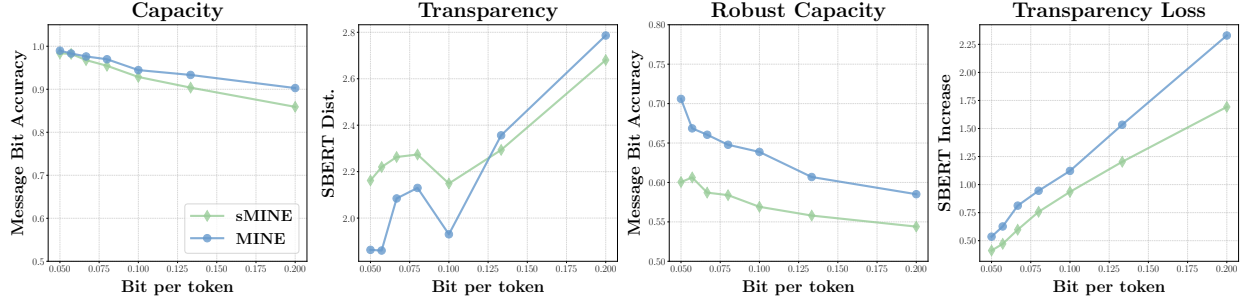 Capacity
Message Bit Accuracy
1.0
0.9
0.8
0.7
0.6
0.5
0.050 0.075 0.100 0.125 0.150 0.175 0.200
Bit per token
sMINE
MINE
Transparency
SBERT Dist.
2.8
2.6
2.4
2.2
2.0
0.050 0.075 0.100 0.125 0.150 0.175 0.200
Bit per token
Robust Capacity
Message Bit Accuracy
0.80
0.75
0.70
0.65
0.60
0.55
0.50
0.050 0.075 0.100 0.125 0.150 0.175 0.200
Bit per token
Transparency Loss
SBERT Increase
2.25
2.00
1.75
1.50
1.25
1.00
0.75
0.50
0.050 0.075 0.100 0.125 0.150 0.175 0.200
Bit per token